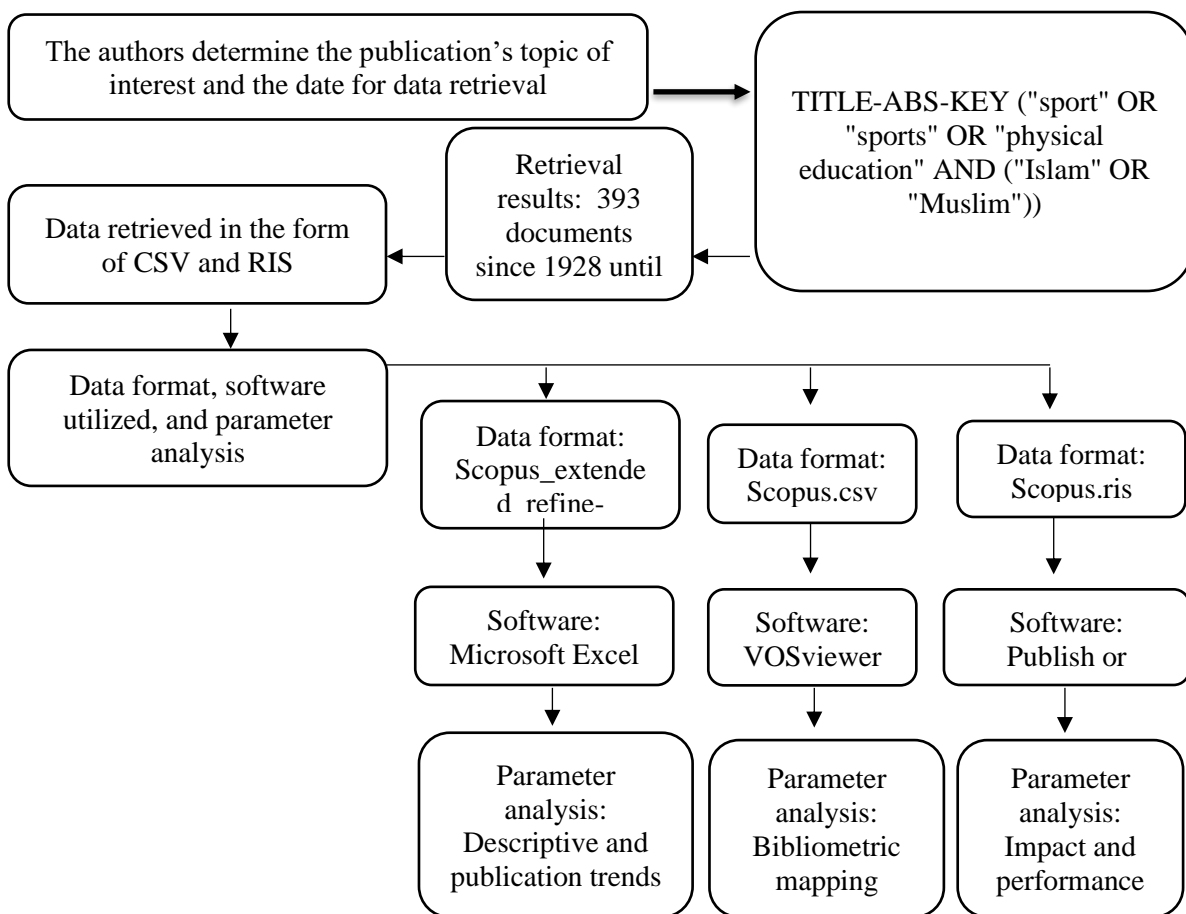 The authors determine the publication’s topic of
interest and the date for data retrieval
TITLE-ABS-KEY ("sport" OR
"sports" OR "physical
education" AND ("Islam" OR
"Muslim"))
Retrieval
results:  393
documents
since 1928 until
Data retrieved in the form
of CSV and RIS
Data format, software
utilized, and parameter
analysis
Data format:
Scopus_extende
d_refine-
Data format:
Scopus.csv
Data format:
Scopus.ris
Software:
Microsoft Excel
Software:
VOSviewer
Software:
Publish or
Parameter
analysis:
Descriptive and
publication trends
Parameter
analysis:
Bibliometric
mapping
Parameter
analysis:
Impact and
performance